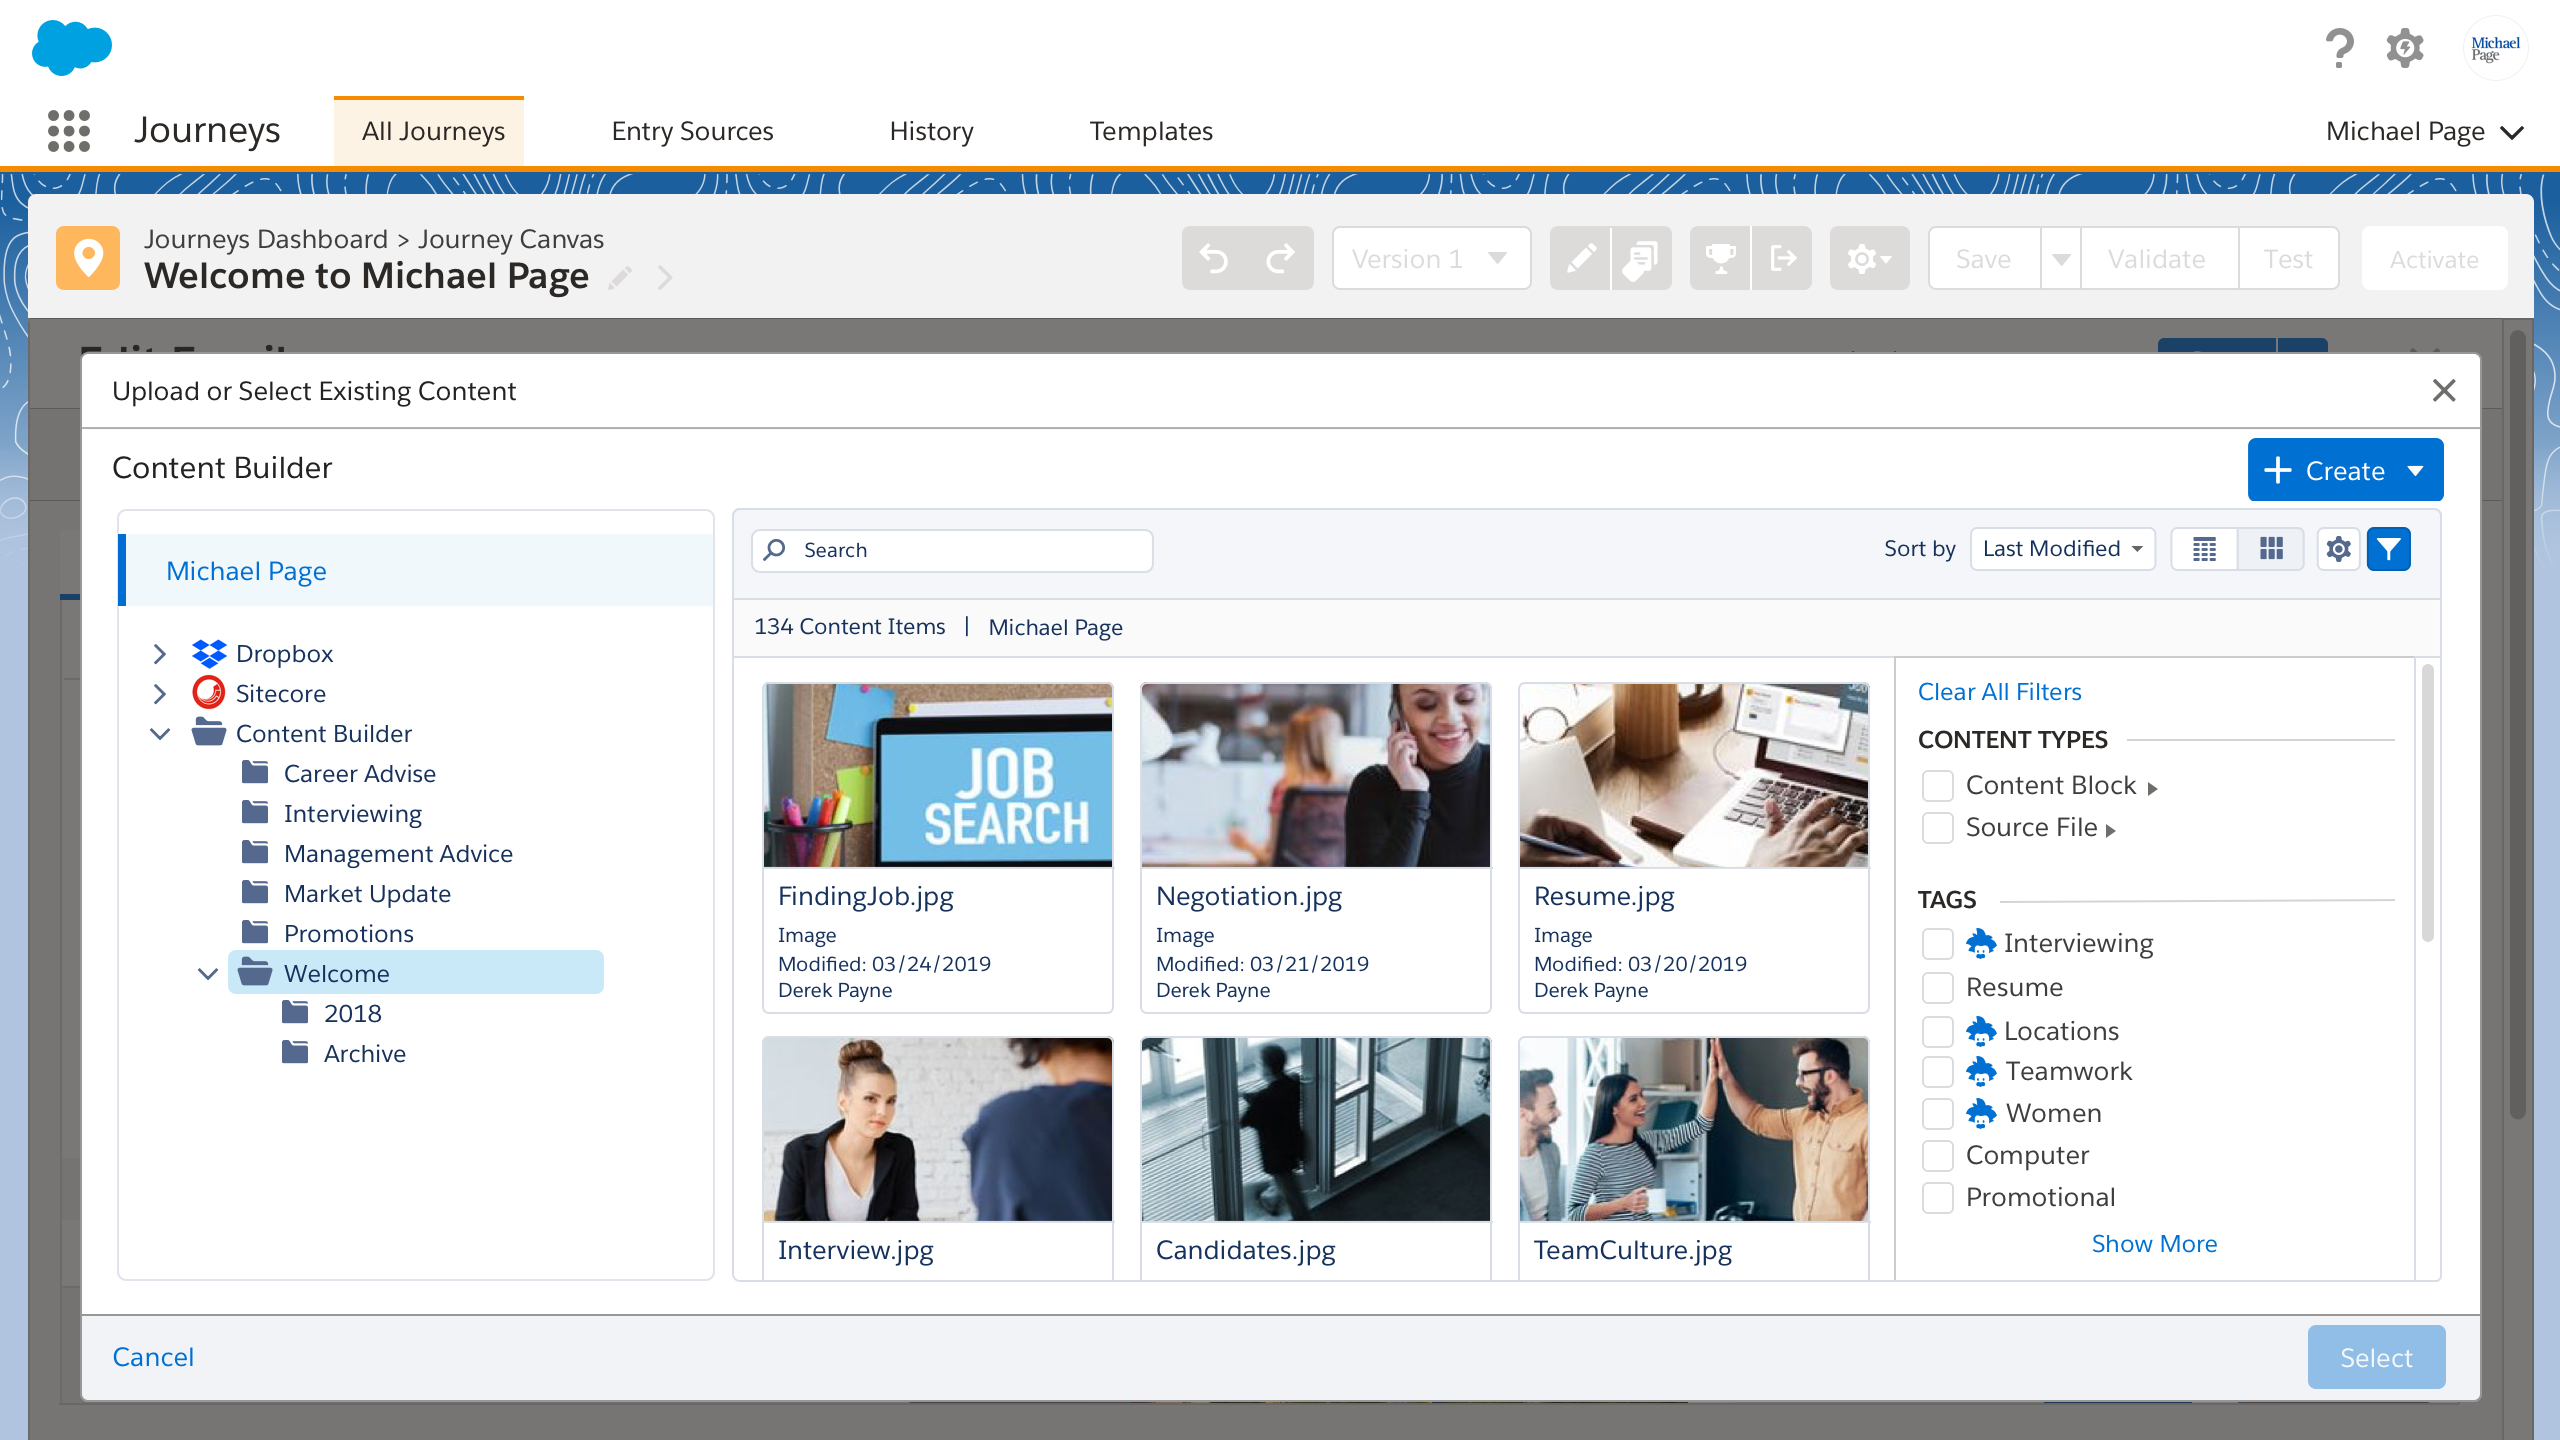 Michael
Page
Journeys
All Journeys
Entry Sources
History
Templates
Michael Page
Journeys Dashboard > Journey Canvas
Welcome to Michael Page
Version 1
Save
Validate
Test
Activate
Upload or Select Existing Content
Content Builder
Create
Michael Page
Dropbox
Sitecore
Content Builder
Career Advise
Interviewing
Management Advice
Market Update
Promotions
Welcome
2018
Archive
Search
Sort by
Last Modified
134 Content Items | Michael Page
JOB
SEARCH
FindingJob.jpg
Image
Modified: 03/24/2019
Derek Payne
Negotiation.jpg
Image
Modified: 03/21/2019
Derek Payne
Resume.jpg
Image
Modified: 03/20/2019
Derek Payne
Interview.jpg
Candidates.jpg
TeamCulture.jpg
Clear All Filters
CONTENT TYPES
Content Block
Source File
TAGS
Interviewing
Resume
Locations
Teamwork
Women
Computer
Promotional
Show More
Cancel
Select